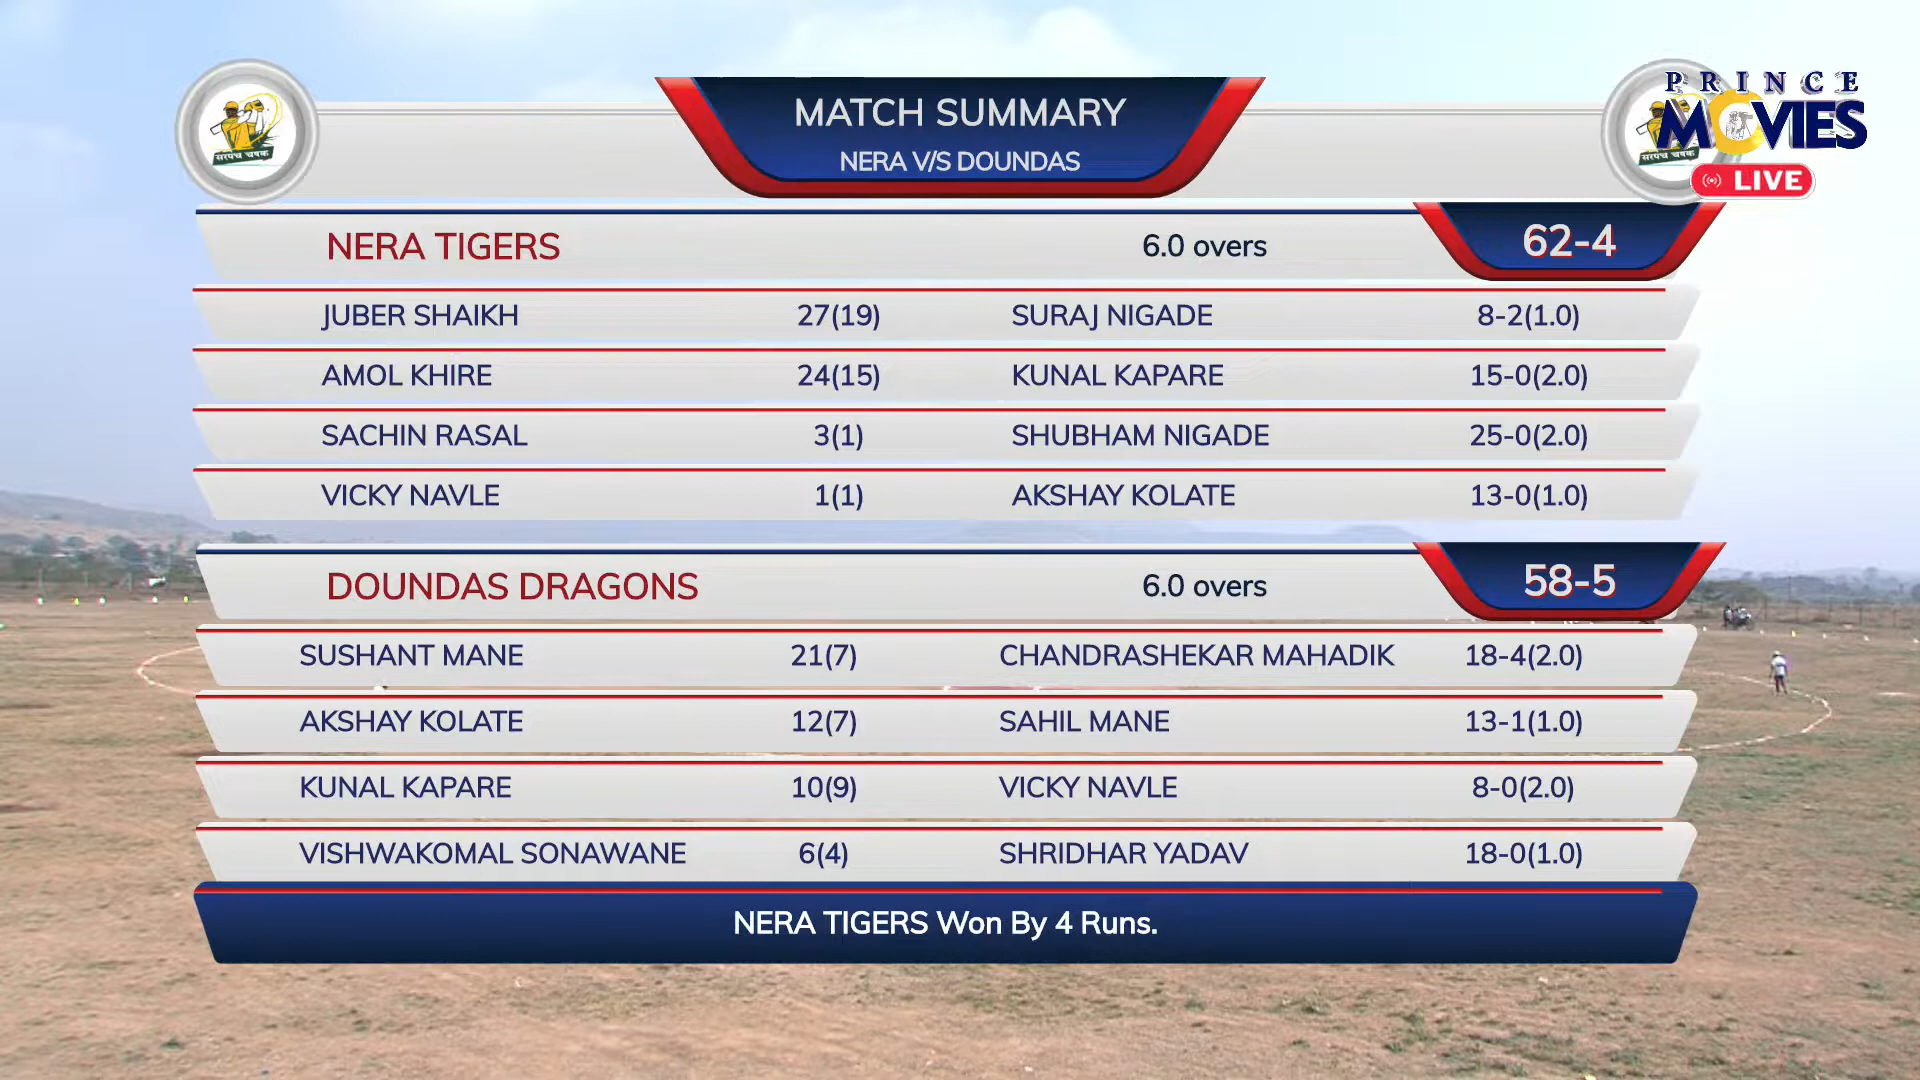 PRINCE
MOVIES
LIVE
सरपंच चषक
सरपंच चषक
MATCH SUMMARY
NERA V/S DOUNDAS
NERA TIGERS 6.0 overs 62-4
JUBER SHAIKH 27(19) SURAJ NIGADE 8-2(1.0)
AMOL KHIRE 24(15) KUNAL KAPARE 15-0(2.0)
SACHIN RASAL 3(1) SHUBHAM NIGADE 25-0(2.0)
VICKY NAVLE 1(1) AKSHAY KOLATE 13-0(1.0)
DOUNDAS DRAGONS 6.0 overs 58-5
SUSHANT MANE 21(7) CHANDRASHEKAR MAHADIK 18-4(2.0)
AKSHAY KOLATE 12(7) SAHIL MANE 13-1(1.0)
KUNAL KAPARE 10(9) VICKY NAVLE 8-0(2.0)
VISHWAKOMAL SONAWANE 6(4) SHRIDHAR YADAV 18-0(1.0)
NERA TIGERS Won By 4 Runs.